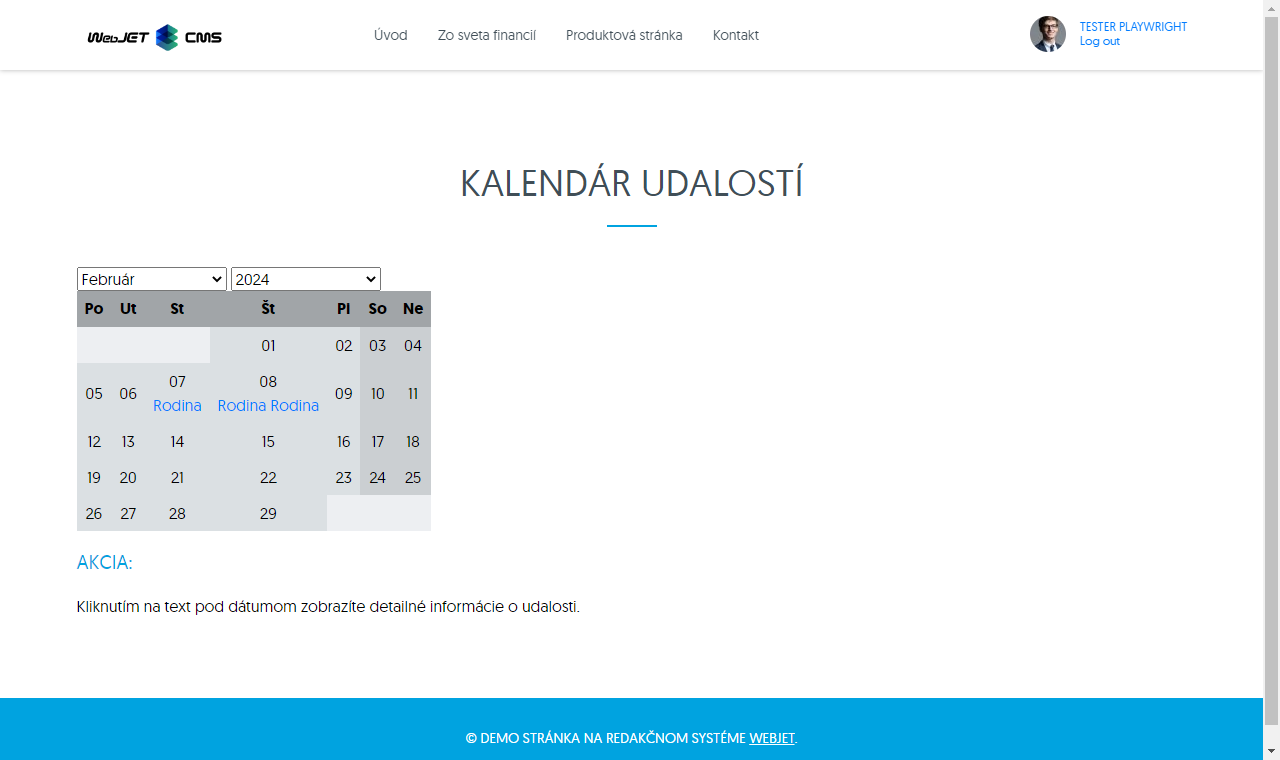 WebJET CMS
Úvod Zo sveta financií Produktová stránka Kontakt
TESTER PLAYWRIGHT
Log out
KALENDÁR UDALOSTÍ
Február 2024
Po Ut St Št Pi So Ne
01 02 03 04
05 06 07 08 09 10 11
Rodina Rodina Rodina
12 13 14 15 16 17 18
19 20 21 22 23 24 25
26 27 28 29
AKCIA:
Kliknutím na text pod dátumom zobrazíte detailné informácie o udalosti.
© DEMO STRÁNKA NA REDAKČNOM SYSTÉME WEBJET.